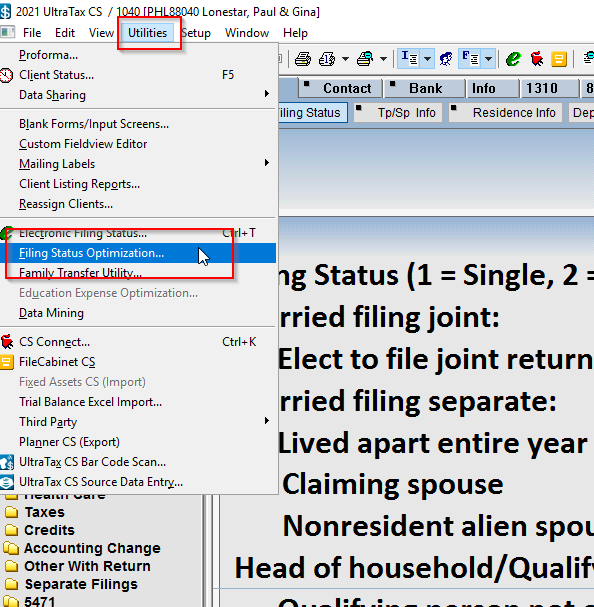 2021 UltraTax CS / 1040 [PHL88040 Lonestar, Paul & Gina]
File Edit View Utilities Setup Window Help
Proforma...
Client Status... F5
Data Sharing
Blank Forms/Input Screens...
Custom Fieldview Editor
Mailing Labels
Client Listing Reports...
Reassign Clients...
Electronic Filing Status... Ctrl+T
Filing Status Optimization...
Family Transfer Utility...
Education Expense Optimization...
Data Mining
CS Connect... Ctrl+K
FileCabinet CS
Fixed Assets CS (Import)
Trial Balance Excel Import...
Third Party
Planner CS (Export)
UltraTax CS Bar Code Scan...
UltraTax CS Source Data Entry...
Health Care
Taxes
Credits
Accounting Change
Other With Return
Separate Filings
5471
Contact Bank Info 1310 8
iling Status Tp/Sp Info Residence Info Dep
ng Status (1 = Single, 2 =
rried filing joint:
Elect to file joint return
rried filing separate:
Lived apart entire year
Claiming spouse
Nonresident alien spou
Head of household/Qualify
Qualifying person not